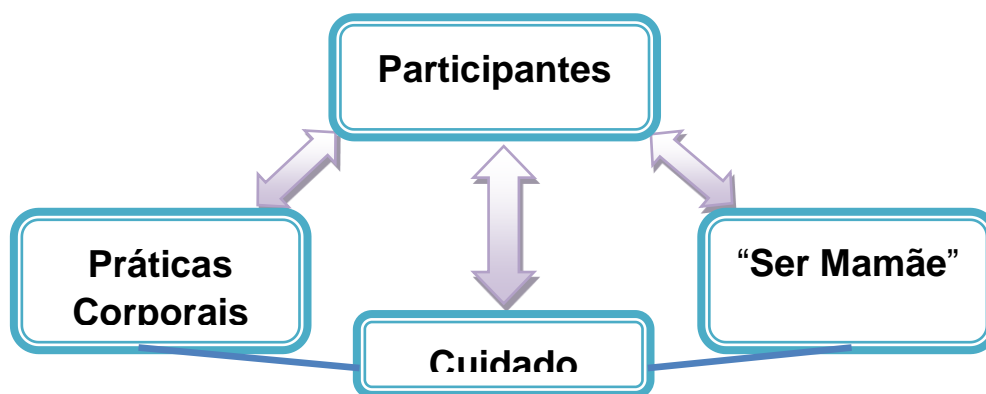 Participantes
Práticas
Corporais
“Ser Mamãe”
Cuidado